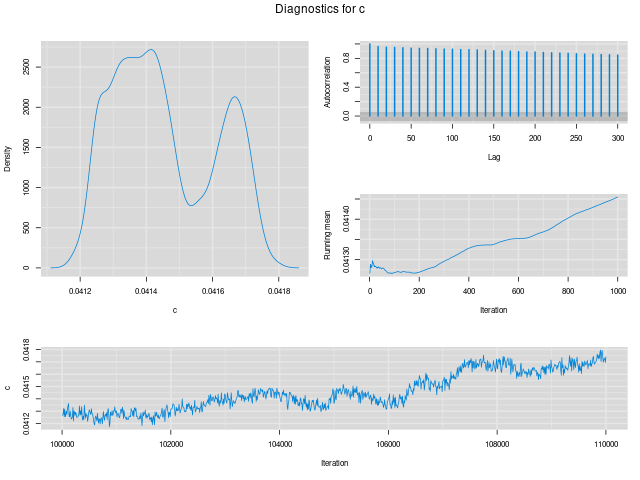 Diagnostics for c
Density
0 500 1000 1500 2000 2500
0.0412 0.0414 0.0416 0.0418
c
Autocorrelation
0.0 0.4 0.8
0 50 100 150 200 250 300
Lag
Running mean
0.04130 0.04140
0 200 400 600 800 1000
Iteration
c
0.0412 0.0415 0.0418
100000 102000 104000 106000 108000 110000
Iteration